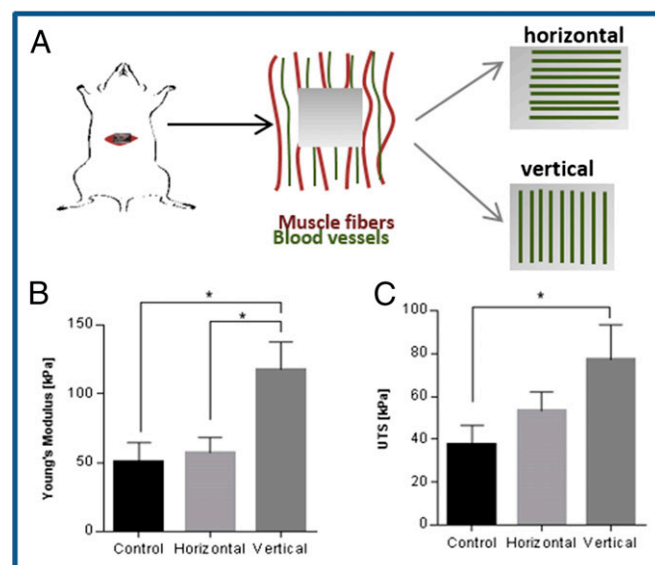 A
horizontal
vertical
Muscle fibers
Blood vessels
B
*
*
150
100
50
0
Young's Modulus [kPa]
Control Horizontal Vertical
C
*
100
80
60
40
20
0
UTS [kPa]
Control Horizontal Vertical